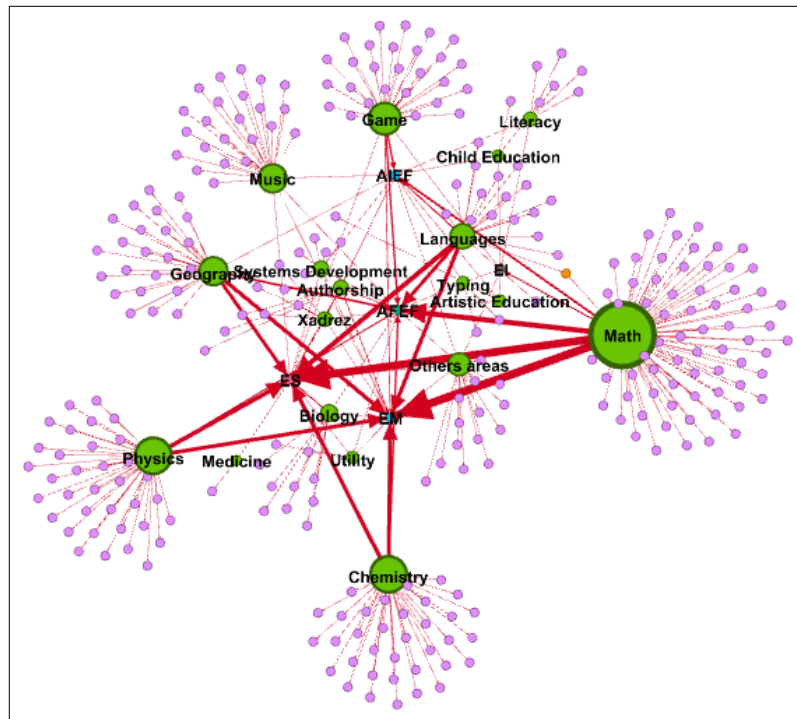 Game
Literacy
Child Education
AIEF
Music
Languages
Geography
Systems Development
EI
Authorship
Typing
Artistic Education
AFEF
Xadrez
Math
Others areas
ES
Biology
EM
Physics
Medicine
Utility
Chemistry